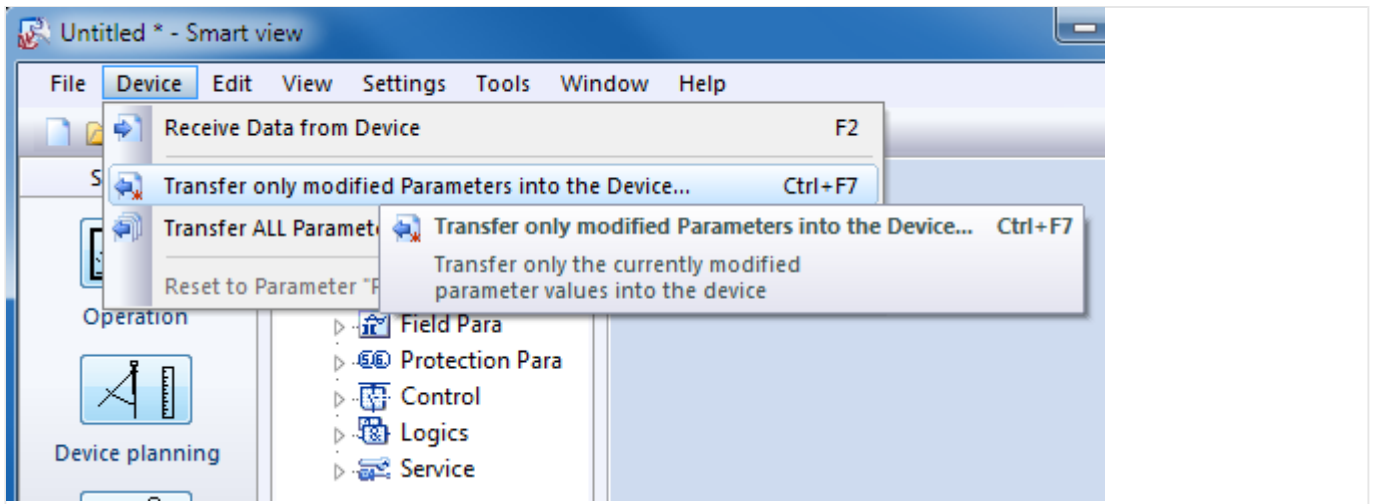 Untitled * - Smart view
File Device Edit View Settings Tools Window Help
Receive Data from Device F2
S
Transfer only modified Parameters into the Device... Ctrl+F7
Transfer ALL Paramet
Transfer only modified Parameters into the Device... Ctrl+F7
Transfer only the currently modified
parameter values into the device
Reset to Parameter "F
Operation
Field Para
Protection Para
Control
Logics
Device planning
Service